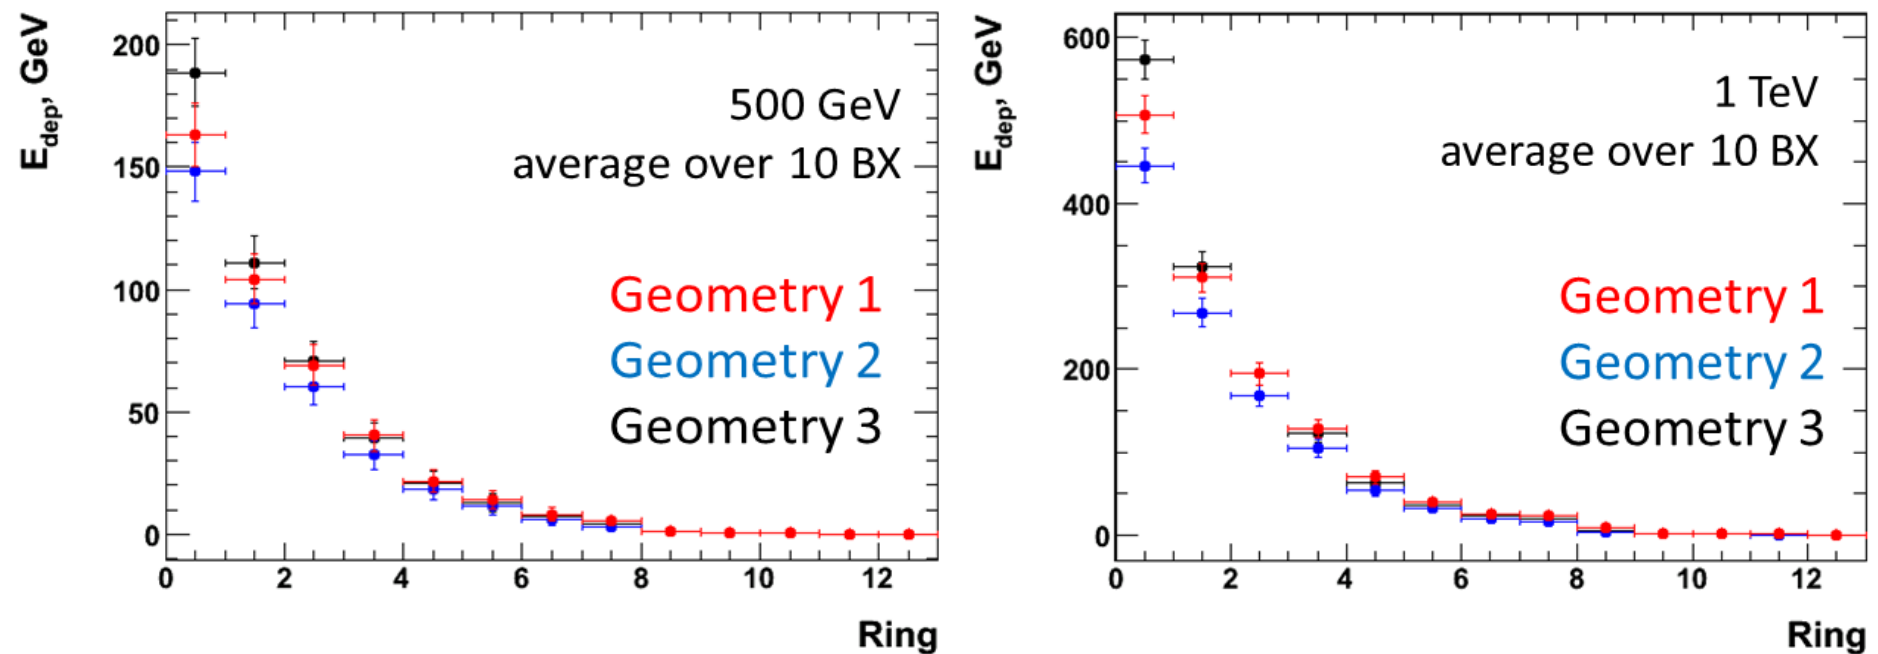 E_dep, GeV
200
150
100
50
0
0 2 4 6 8 10 12
Ring
500 GeV
average over 10 BX
Geometry 1
Geometry 2
Geometry 3
E_dep, GeV
600
400
200
0
0 2 4 6 8 10 12
Ring
1 TeV
average over 10 BX
Geometry 1
Geometry 2
Geometry 3